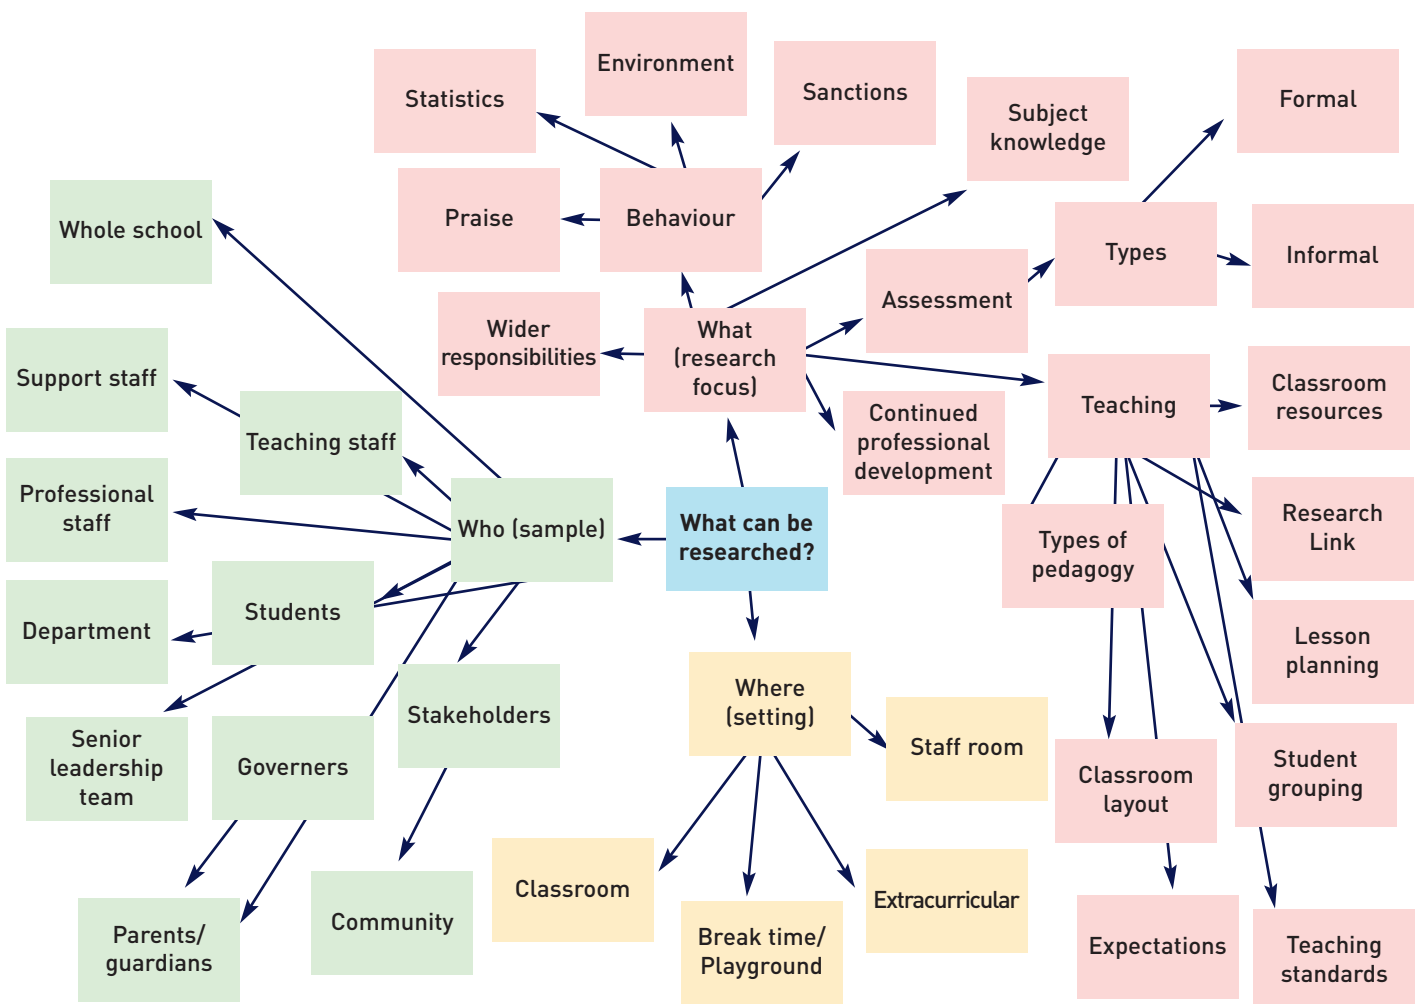 Environment
Statistics
Sanctions
Formal
Subject
knowledge
Praise
Behaviour
Whole school
Types
Informal
Assessment
Wider
responsibilities
What
(research
focus)
Support staff
Teaching
Classroom
resources
Continued
professional
development
Teaching staff
Professional
staff
Who (sample)
What can be
researched?
Types of
pedagogy
Research
Link
Students
Department
Lesson
planning
Stakeholders
Where
(setting)
Senior
leadership
team
Governers
Staff room
Classroom
layout
Student
grouping
Classroom
Extracurricular
Community
Parents/
guardians
Break time/
Playground
Expectations
Teaching
standards